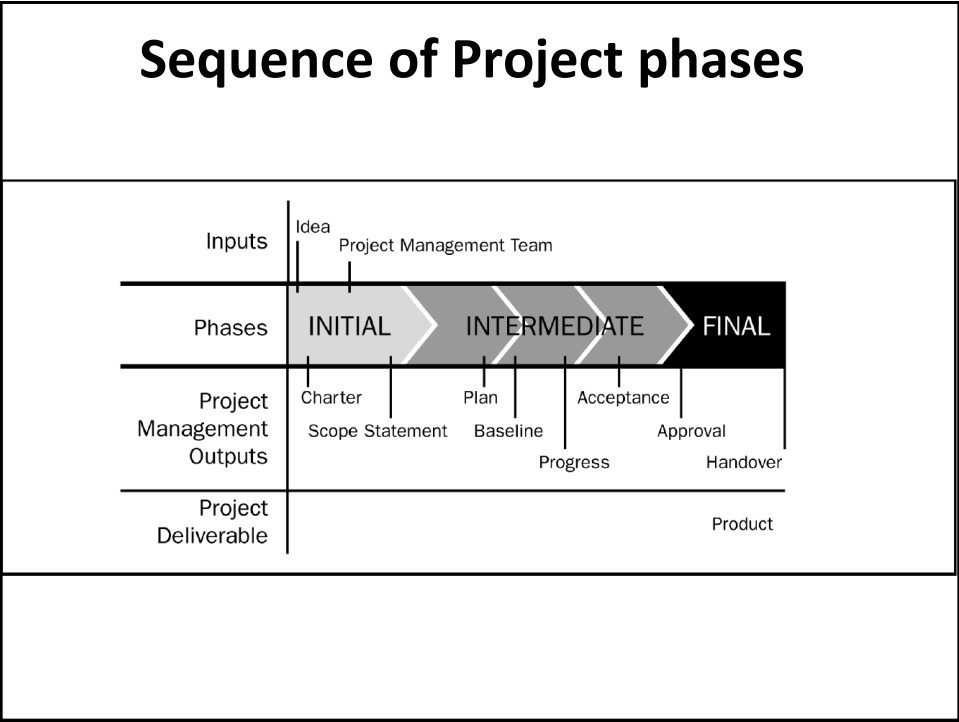 Sequence of Project phases
Inputs
Idea
Project Management Team
Phases
INITIAL
INTERMEDIATE
FINAL
Project
Management
Outputs
Charter
Scope Statement
Plan
Baseline
Progress
Acceptance
Approval
Handover
Project
Deliverable
Product